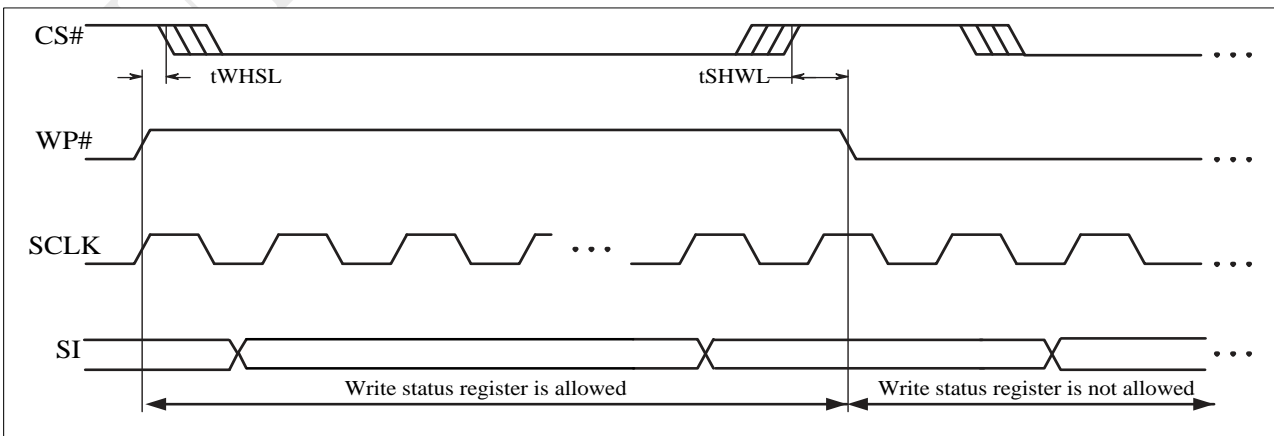 CS#
tWHSL
tSHWL
WP#
SCLK
SI
Write status register is allowed
Write status register is not allowed